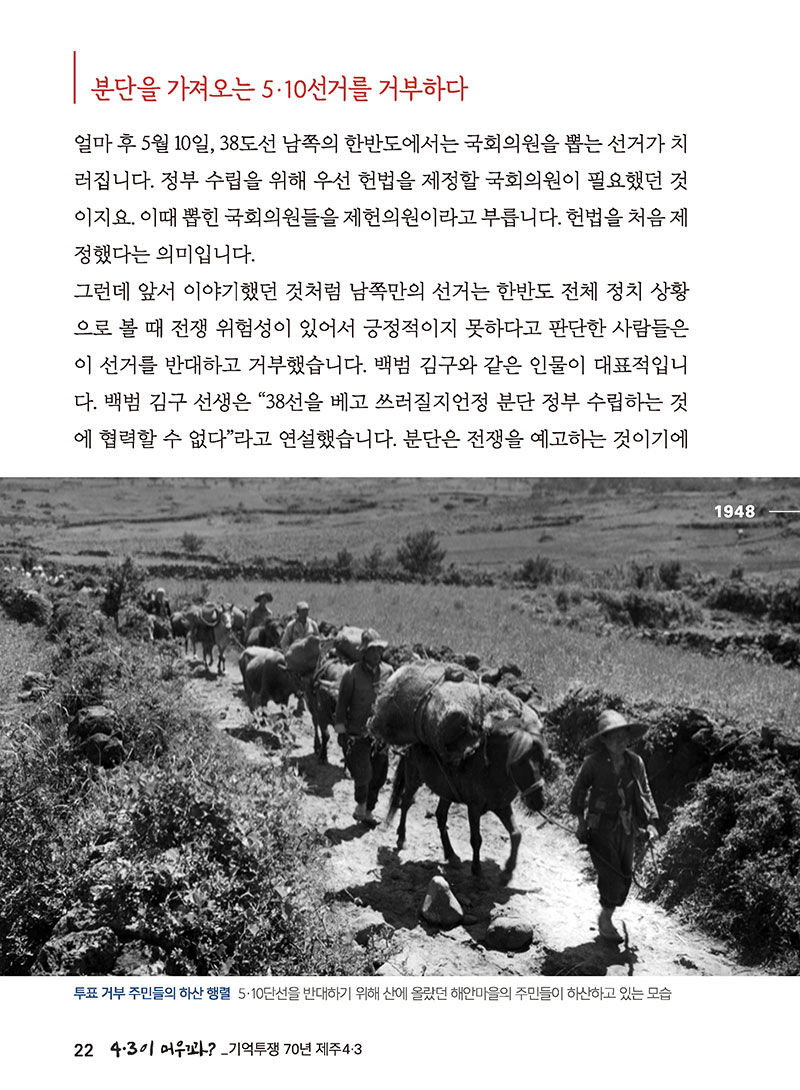 분단을 가져오는 5·10선거를 거부하다
얼마 후 5월 10일, 38도선 남쪽의 한반도에서는 국회의원을 뽑는 선거가 치
러집니다. 정부 수립을 위해 우선 헌법을 제정할 국회의원이 필요했던 것
이지요. 이때 뽑힌 국회의원들을 제헌의원이라고 부릅니다. 헌법을 처음 제
정했다는 의미입니다.
그런데 앞서 이야기했던 것처럼 남쪽만의 선거는 한반도 전체 정치 상황
으로 볼 때 전쟁 위험성이 있어서 긍정적이지 못하다고 판단한 사람들은
이 선거를 반대하고 거부했습니다. 백범 김구와 같은 인물이 대표적입니
다. 백범 김구 선생은 “38선을 베고 쓰러질지언정 분단 정부 수립하는 것
에 협력할 수 없다”라고 연설했습니다. 분단은 전쟁을 예고하는 것이기에
1948
투표 거부 주민들의 하산 행렬 5·10단선을 반대하기 위해 산에 올랐던 해안마을의 주민들이 하산하고 있는 모습
22 4·3이 머우꽈? _기억투쟁 70년 제주4·3